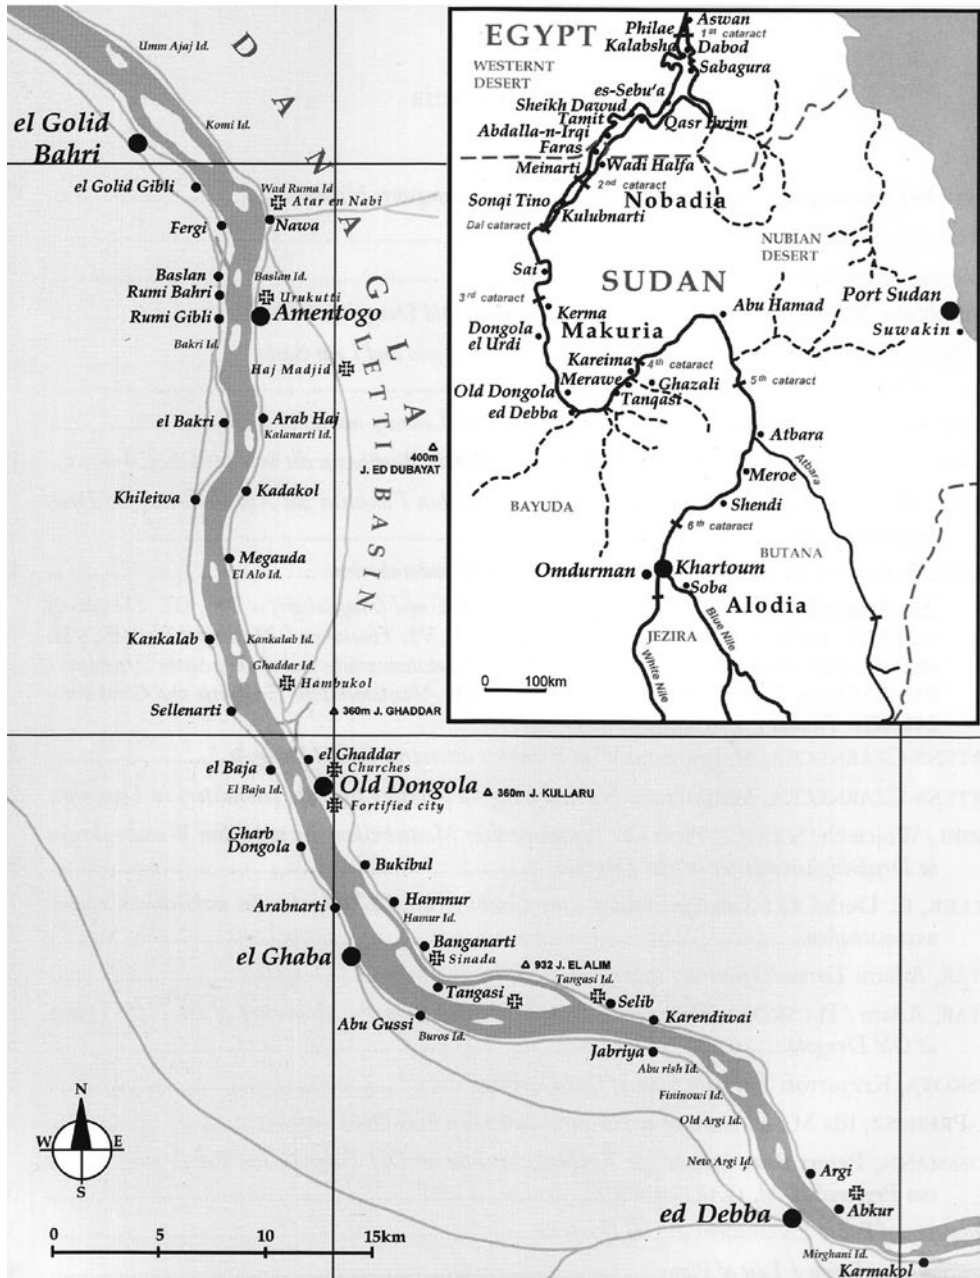 Umm Ajaj Id.
D A N A G L A
el Golid
Bahri
Komi Id.
el Golid Gibli
Wad Ruma Id
Atar en Nabi
Fergi
Nawa
Baslan
Baslan Id.
Rumi Bahri
Urukutti
Rumi Gibli
Amentogo
Bakri Id.
Haj Madjid
LETTI BASIN
el Bakri
Arab Haj
Kalanarti Id.
400m
J. ED DUBAYAT
Khileiwa
Kadakol
Megauda
El Alo Id.
Kankalab
Kankalab Id.
Ghaddar Id.
Hambukol
Sellenarti
360m J. GHADDAR
el Ghaddar
el Baja
Churches
El Baja Id.
Old Dongola
360m J. KULLARU
Fortified city
Gharb
Dongola
Bukibul
Arabnarti
Hammur
Hamur Id.
Banganarti
el Ghaba
Sinada
932 J. EL ALIM
Tangasi Id.
Tangasi
Selib
Abu Gussi
Buros Id.
Karendiwai
Jabriya
Abu rish Id.
Fininowi Id.
Old Argi Id.
New Argi Id.
Argi
Abkur
ed Debba
Mirghani Id.
Karmakol
N
W E
S
0 5 10 15km
EGYPT
Aswan
Philae
1st cataract
Kalabsha
Dabod
WESTERNT
DESERT
Sabagura
es-Sebu'a
Sheikh Dawud
Tamit
Qasr Ibrim
Abdalla-n-Irqi
Faras
Meinarti
Wadi Halfa
2nd cataract
Sonqi Tino
Nobadia
Kulubnarti
Dal cataract
NUBIAN
DESERT
Sai
SUDAN
Port Sudan
3rd cataract
Kerma
Abu Hamad
Suwakin
Dongola
el Urdi
Makuria
Kareima
4th cataract
Merawe
Ghazali
5th cataract
Old Dongola
Tanqasi
ed Debba
Atbara
Atbara
Meroe
BAYUDA
Shendi
6th cataract
BUTANA
Omdurman
Khartoum
Soba
Alodia
JEZIRA
Blue Nile
White Nile
0 100km